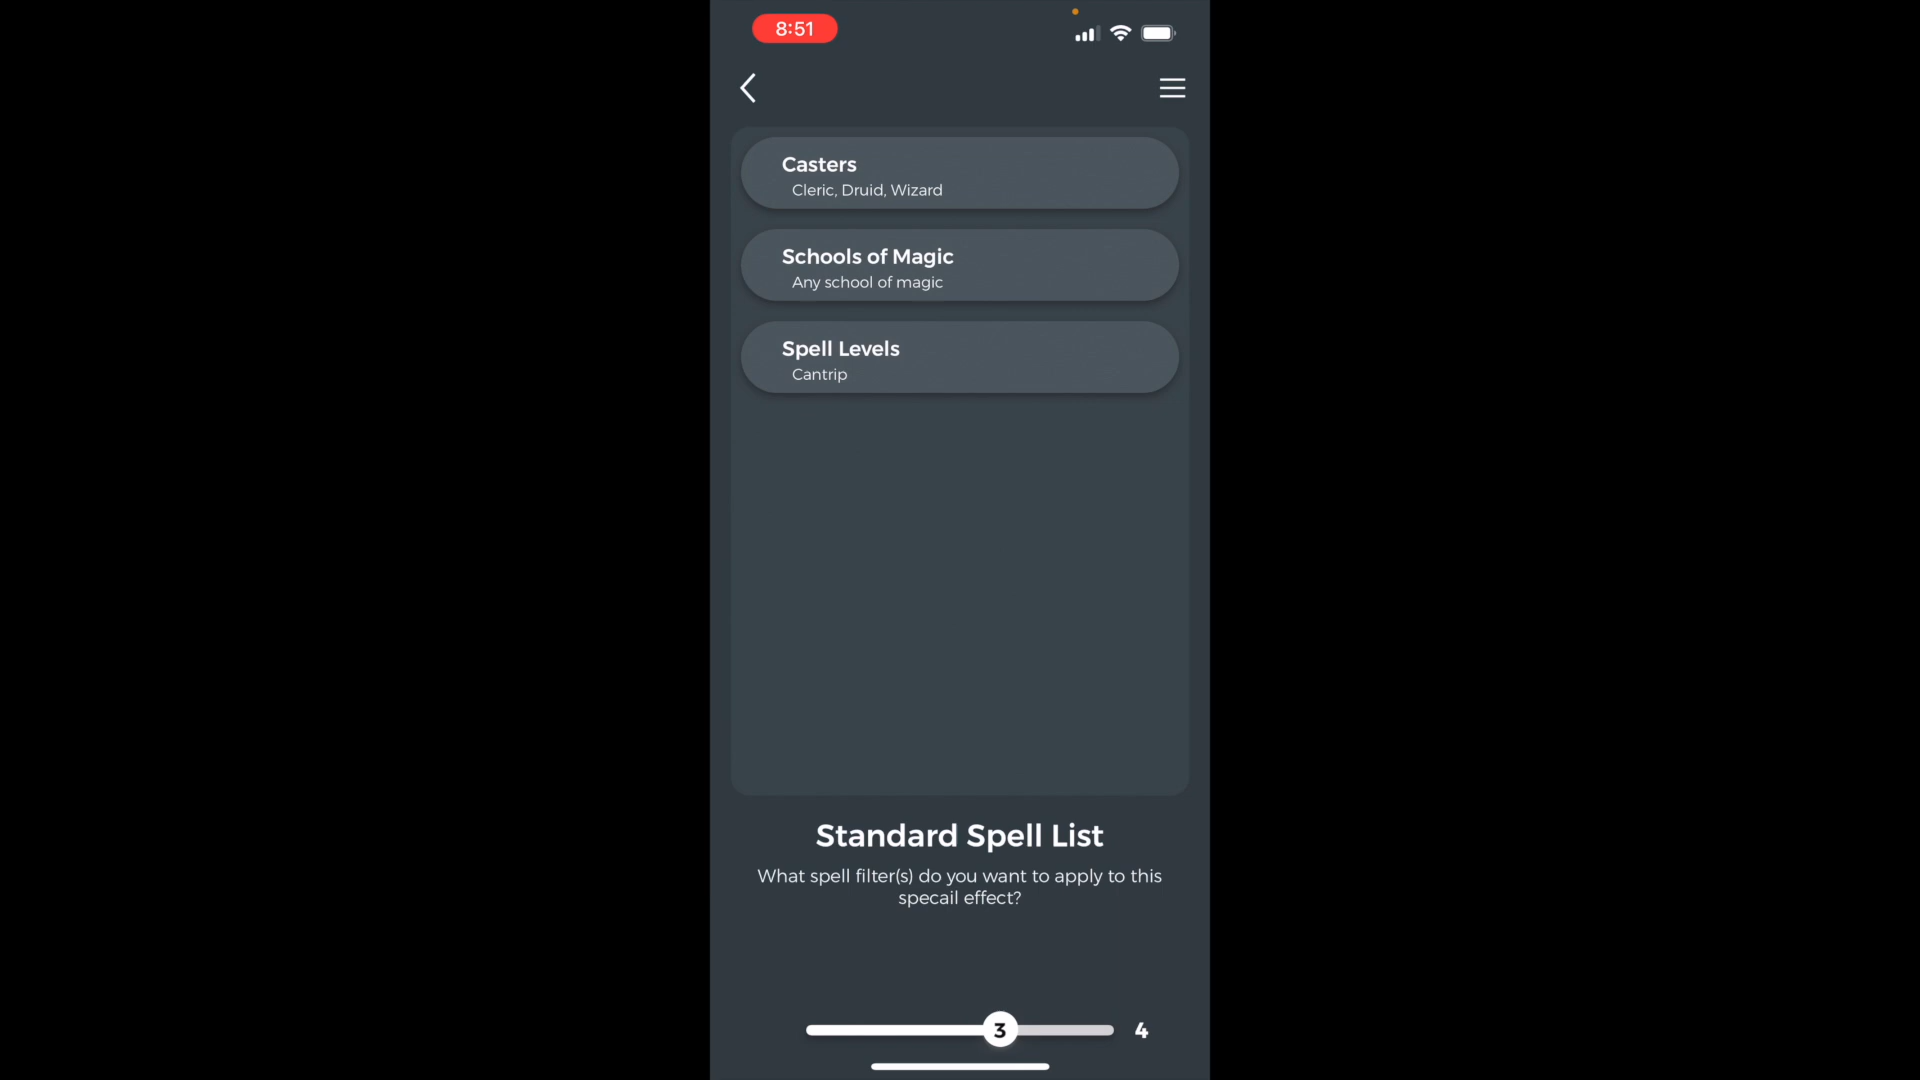 8:51
Casters
Cleric, Druid, Wizard
Schools of Magic
Any school of magic
Spell Levels
Cantrip
Standard Spell List
What spell filter(s) do you want to apply to this
specail effect?
3 4